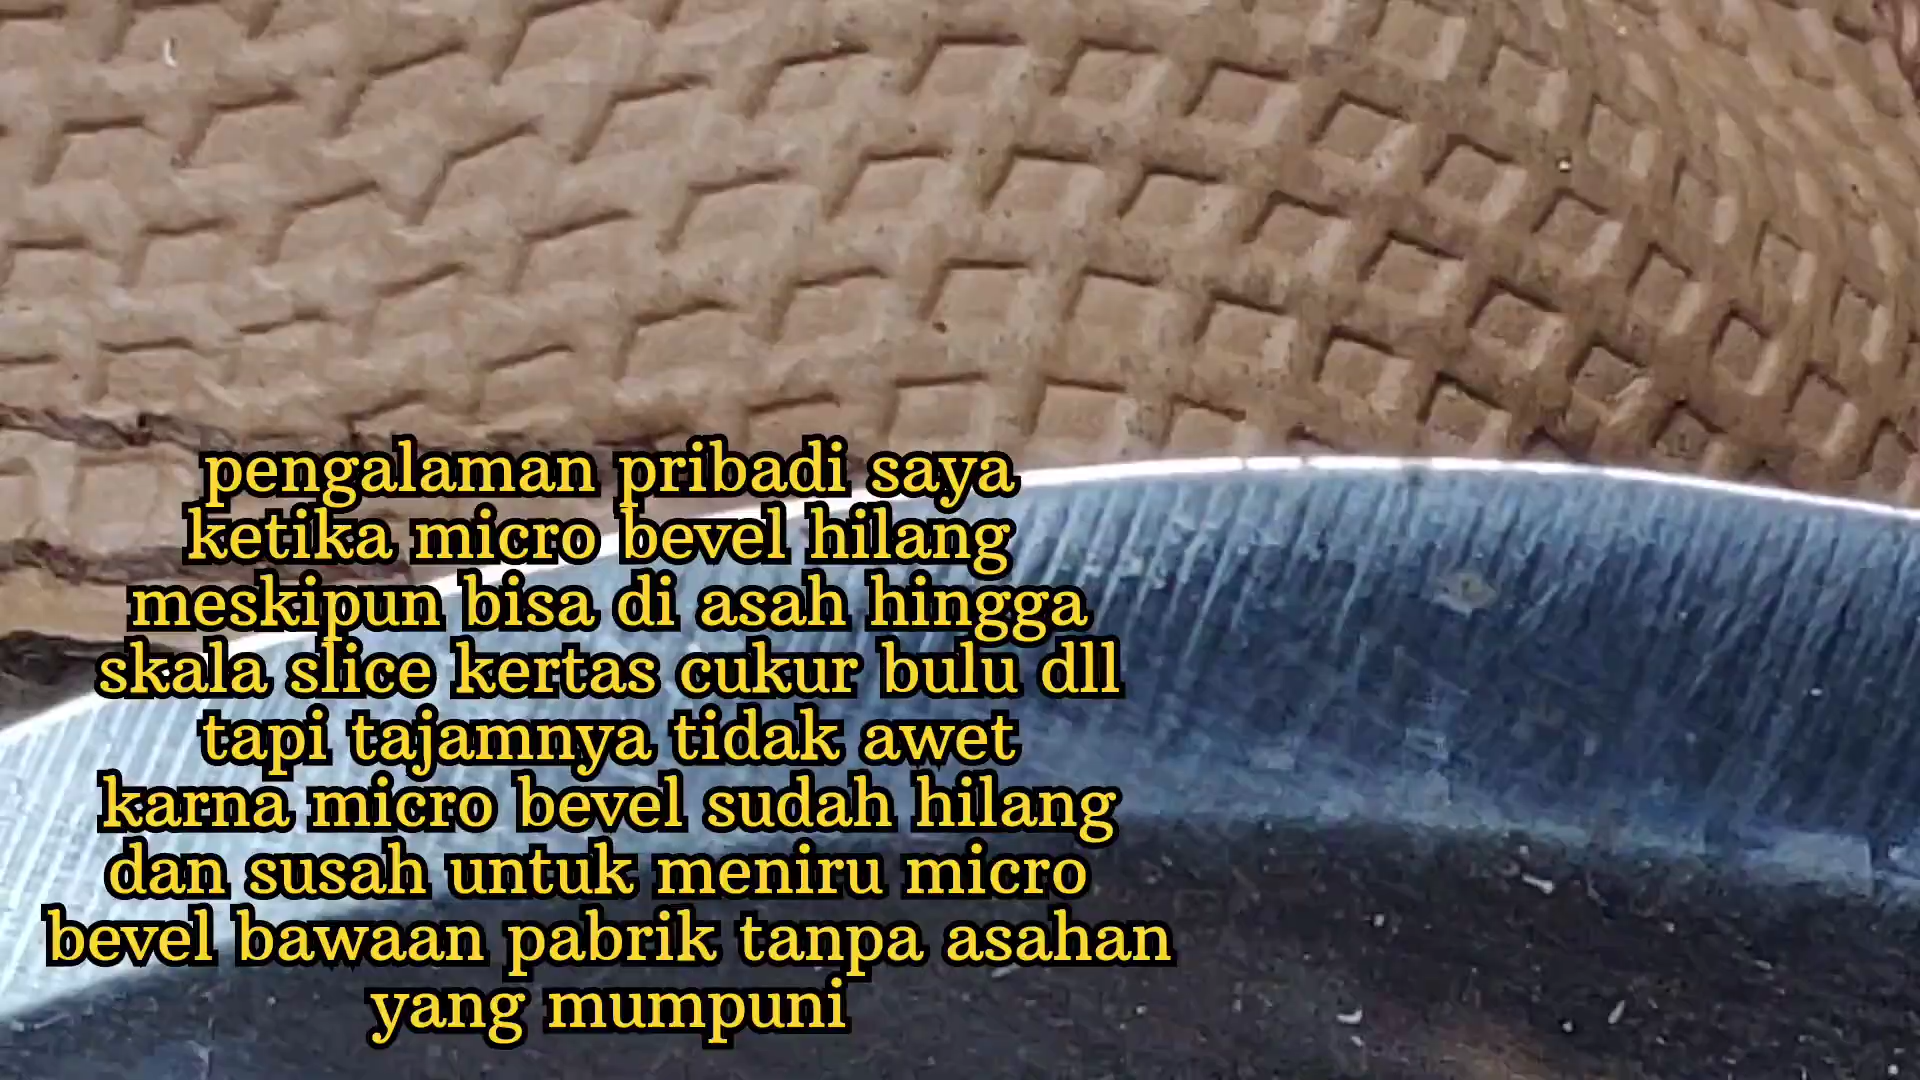 pengalaman pribadi saya
ketika micro bevel hilang
meskipun bisa di asah hingga
skala slice kertas cukur bulu dll
tapi tajamnya tidak awet
karna micro bevel sudah hilang
dan susah untuk meniru micro
bevel bawaan pabrik tanpa asahan
yang mumpuni